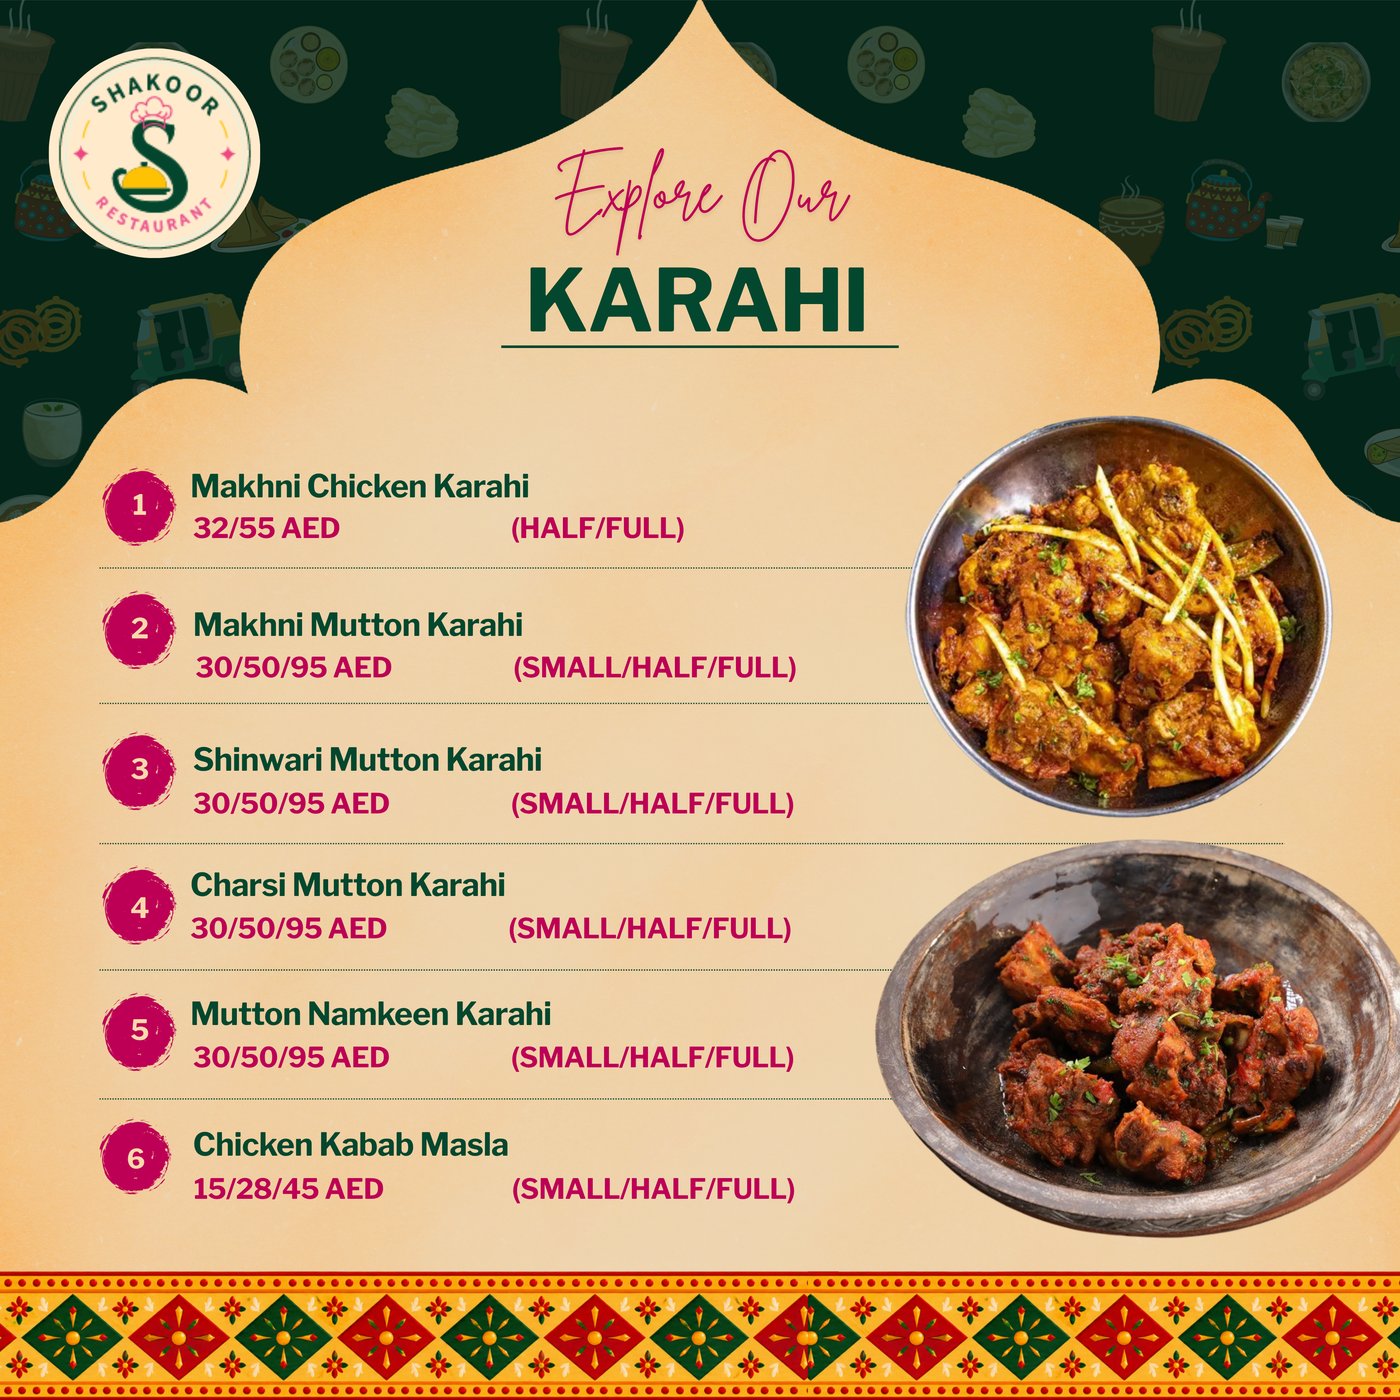 SHAKOOR
S
RESTAURANT
Explore Our
KARAHI
1
Makhni Chicken Karahi
32/55 AED (HALF/FULL)
2
Makhni Mutton Karahi
30/50/95 AED (SMALL/HALF/FULL)
3
Shinwari Mutton Karahi
30/50/95 AED (SMALL/HALF/FULL)
4
Charsi Mutton Karahi
30/50/95 AED (SMALL/HALF/FULL)
5
Mutton Namkeen Karahi
30/50/95 AED (SMALL/HALF/FULL)
6
Chicken Kabab Masla
15/28/45 AED (SMALL/HALF/FULL)